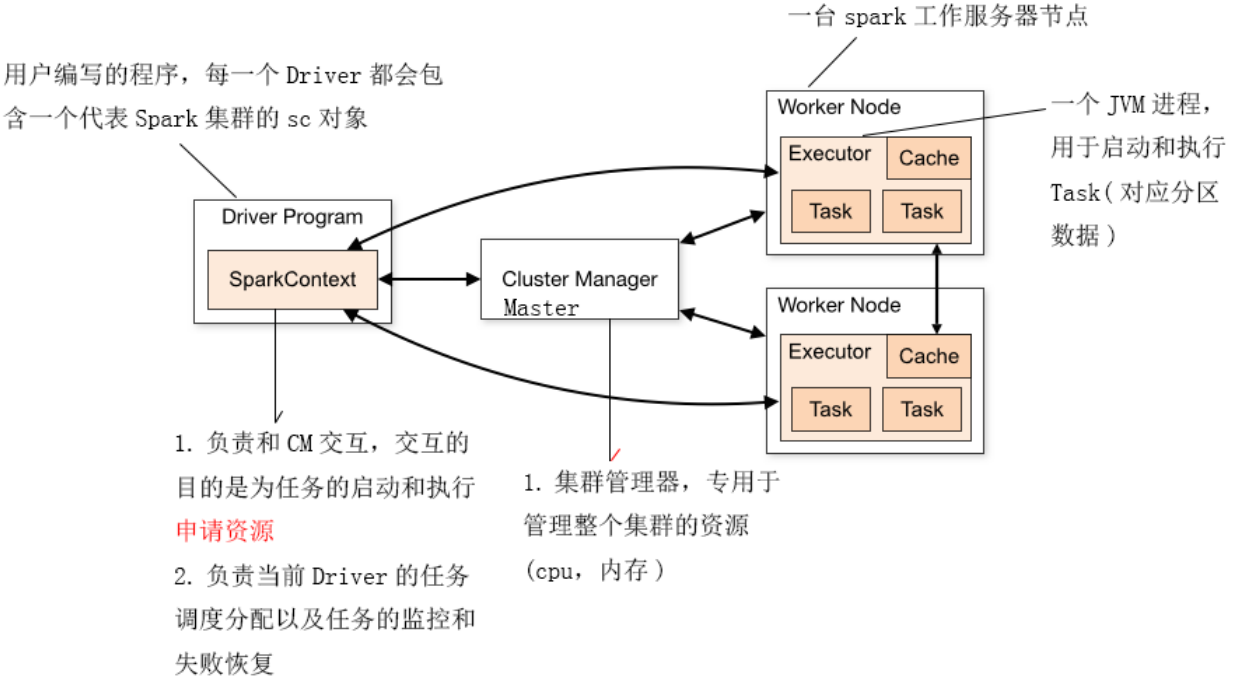 一台 spark 工作服务器节点
用户编写的程序，每一个 Driver 都会包
含一个代表 Spark 集群的 sc 对象
Worker Node
Executor
Cache
Task
Task
一个 JVM 进程，
用于启动和执行
Task( 对应分区
数据 )
Driver Program
SparkContext
Cluster Manager
Master
Worker Node
Executor
Cache
Task
Task
1. 负责和 CM 交互，交互的
目的是为任务的启动和执行
申请资源
2. 负责当前 Driver 的任务
调度分配以及任务的监控和
失败恢复
1. 集群管理器，专用于
管理整个集群的资源
(cpu，内存 )